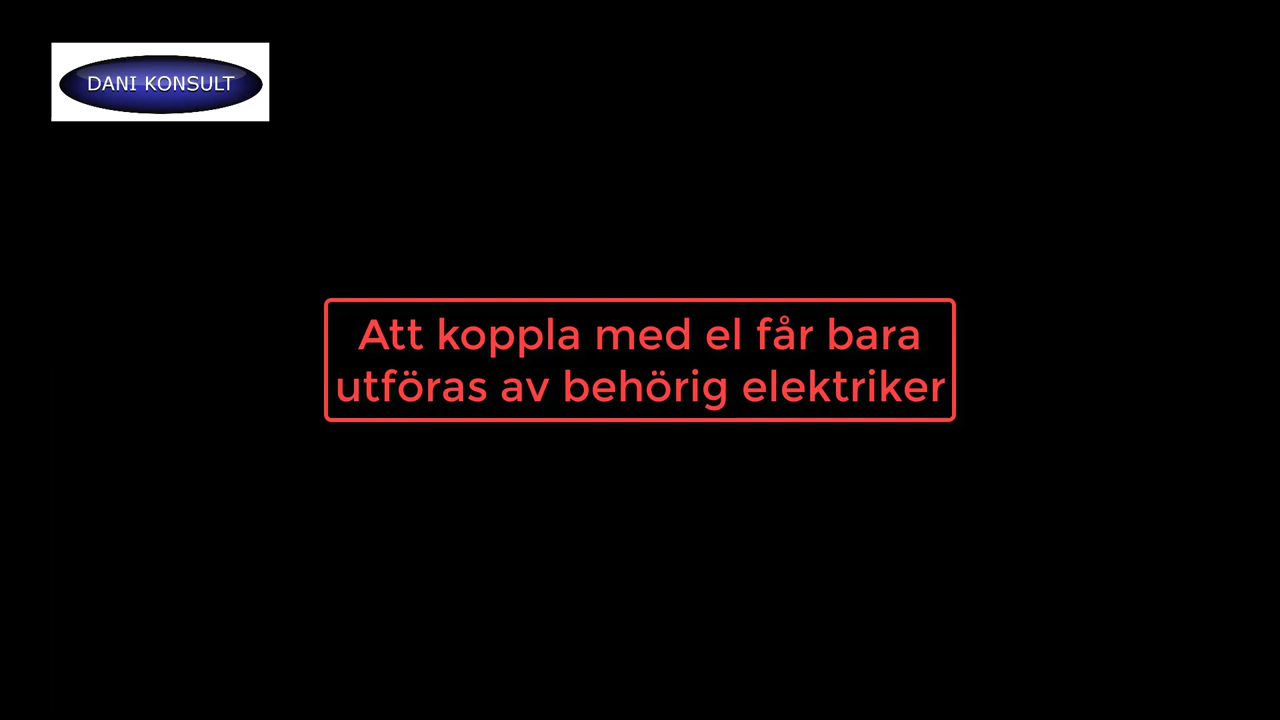 DANI KONSULT
Att koppla med el får bara
utföras av behörig elektriker